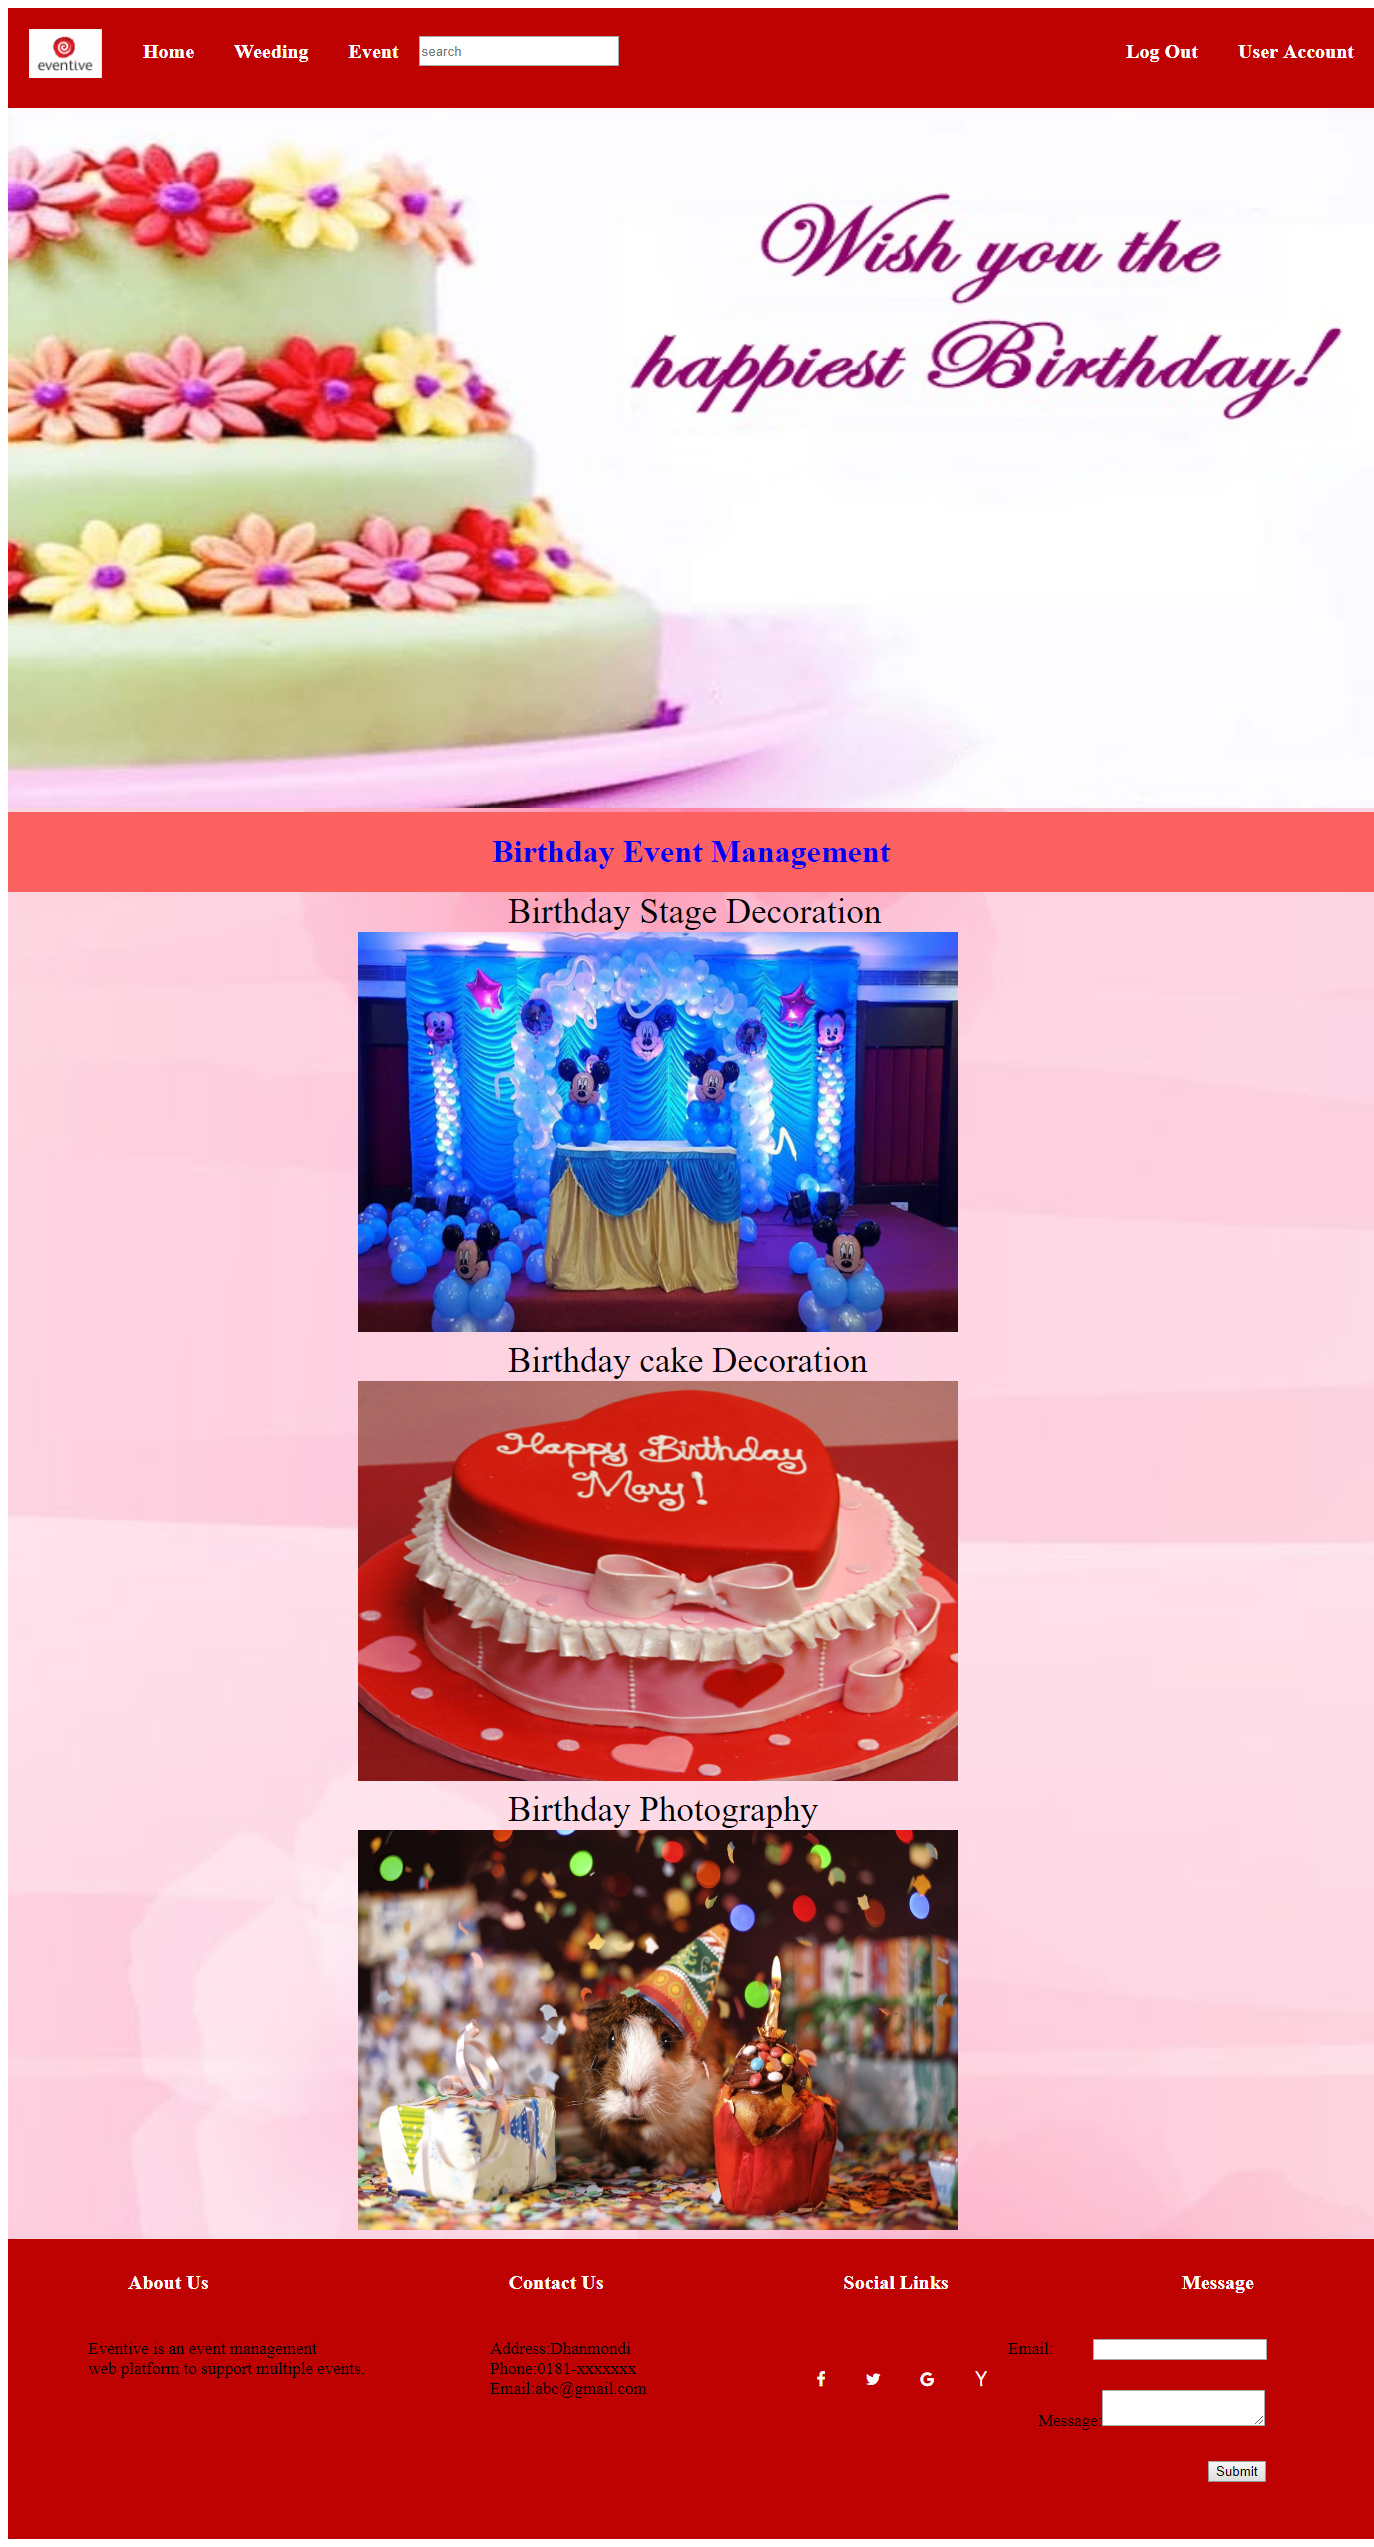 eventive
Home Weeding Event search Log Out User Account
Wish you the
happiest Birthday!
Birthday Event Management
Birthday Stage Decoration
Birthday cake Decoration
Happy Birthday
Mary!
Birthday Photography
About Us Contact Us Social Links Message
Eventive is an event management
web platform to support multiple events.
Address:Dhanmondi
Phone:0181-xxxxxxx
Email:abc@gmail.com
Email:
Message:
Submit